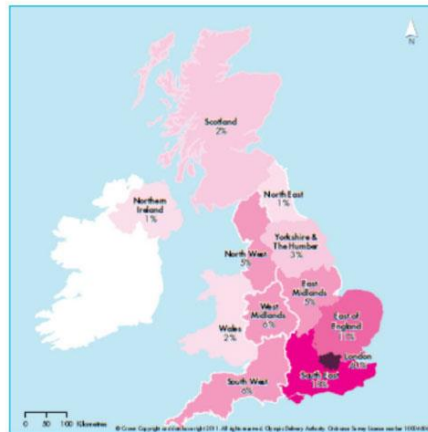 N
Scotland
2%
Northern
Ireland
1%
North East
1%
Yorkshire &
The Humber
3%
North West
5%
East
Midlands
5%
West
Midlands
6%
East of
England
Wales
2%
London
South East
South West
6%
0
50
100 Kilometres